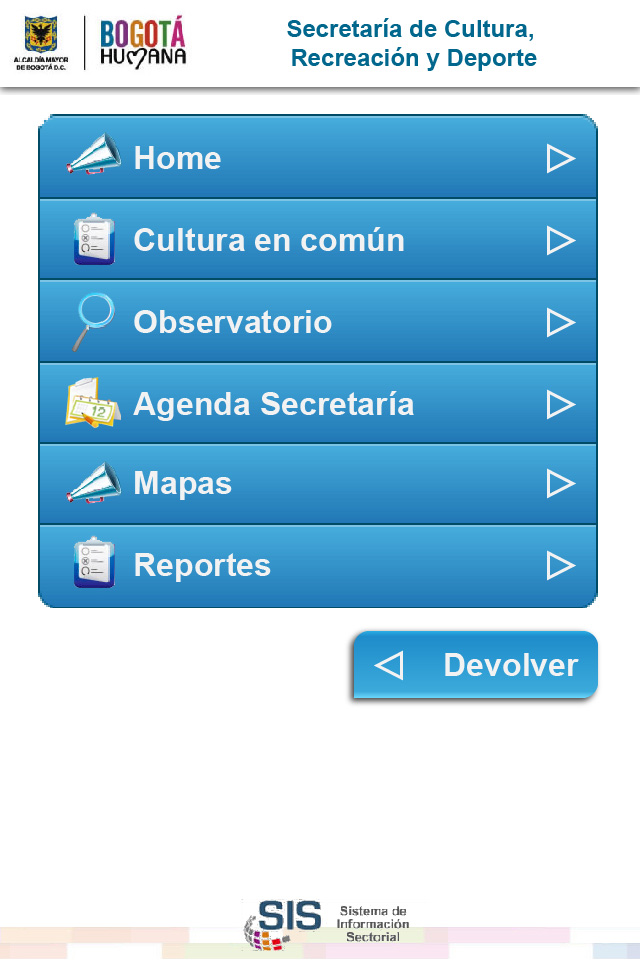 ALCALDÍA MAYOR
DE BOGOTÁ D.C.
BOGOTÁ
HUMANA
Secretaría de Cultura,
Recreación y Deporte
Home
Cultura en común
Observatorio
12
Agenda Secretaría
Mapas
Reportes
Devolver
SIS
Sistema de
Información
Sectorial